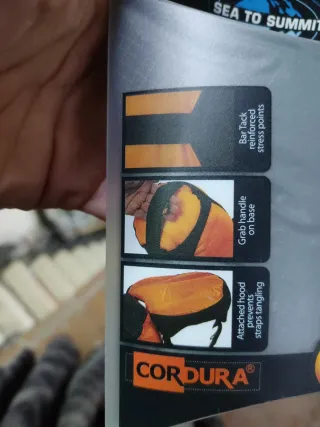 SEA TO SUMMIT
Bar Tack
reinforced
stress points
Grab handle
on base
Attached hood
prevents
straps tangling
CORDURA®